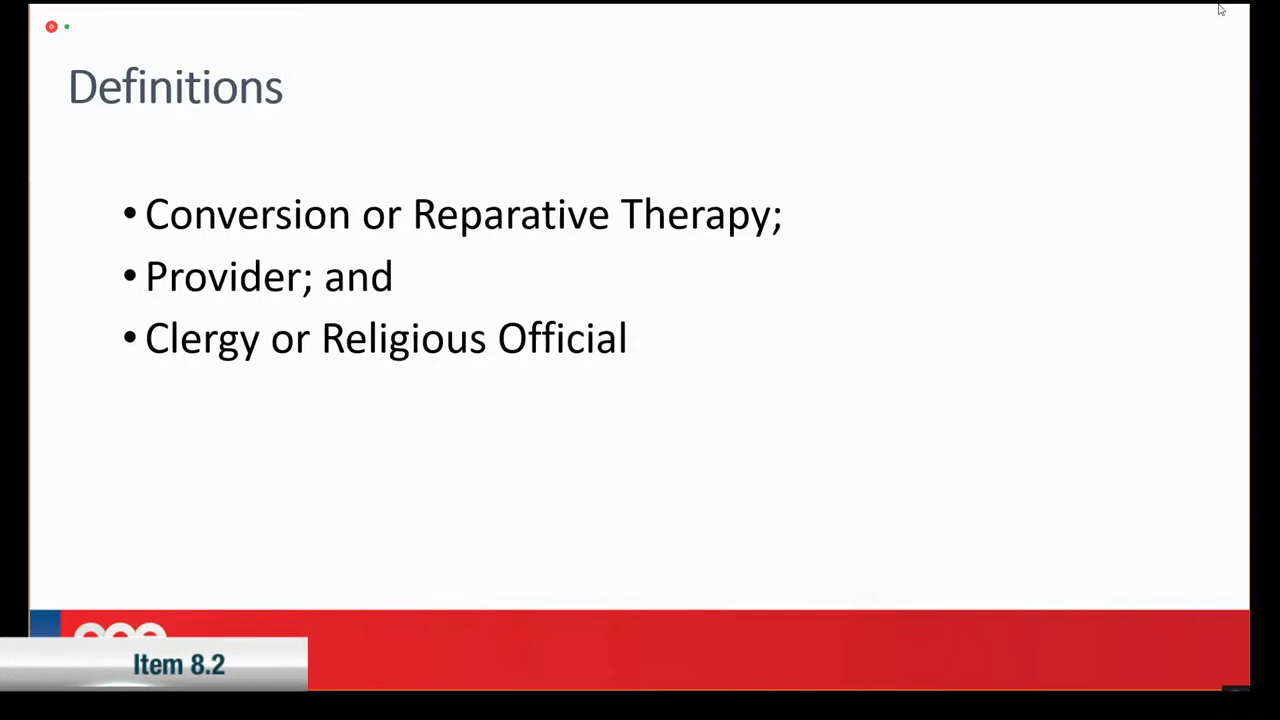 Definitions
• Conversion or Reparative Therapy;
• Provider; and
• Clergy or Religious Official
Item 8.2